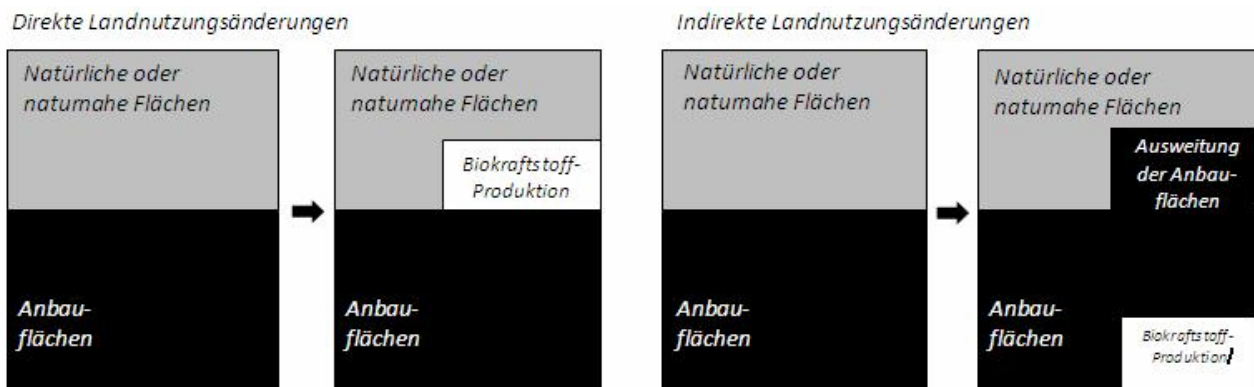 Direkte Landnutzungsänderungen
Natürliche oder
naturnahe Flächen
Anbau-
flächen
Natürliche oder
naturnahe Flächen
Biokraftstoff-
Produktion
Anbau-
flächen
Indirekte Landnutzungsänderungen
Natürliche oder
naturnahe Flächen
Anbau-
flächen
Natürliche oder
naturnahe Flächen
Ausweitung
der Anbau-
flächen
Anbau-
flächen
Biokraftstoff-
Produktion